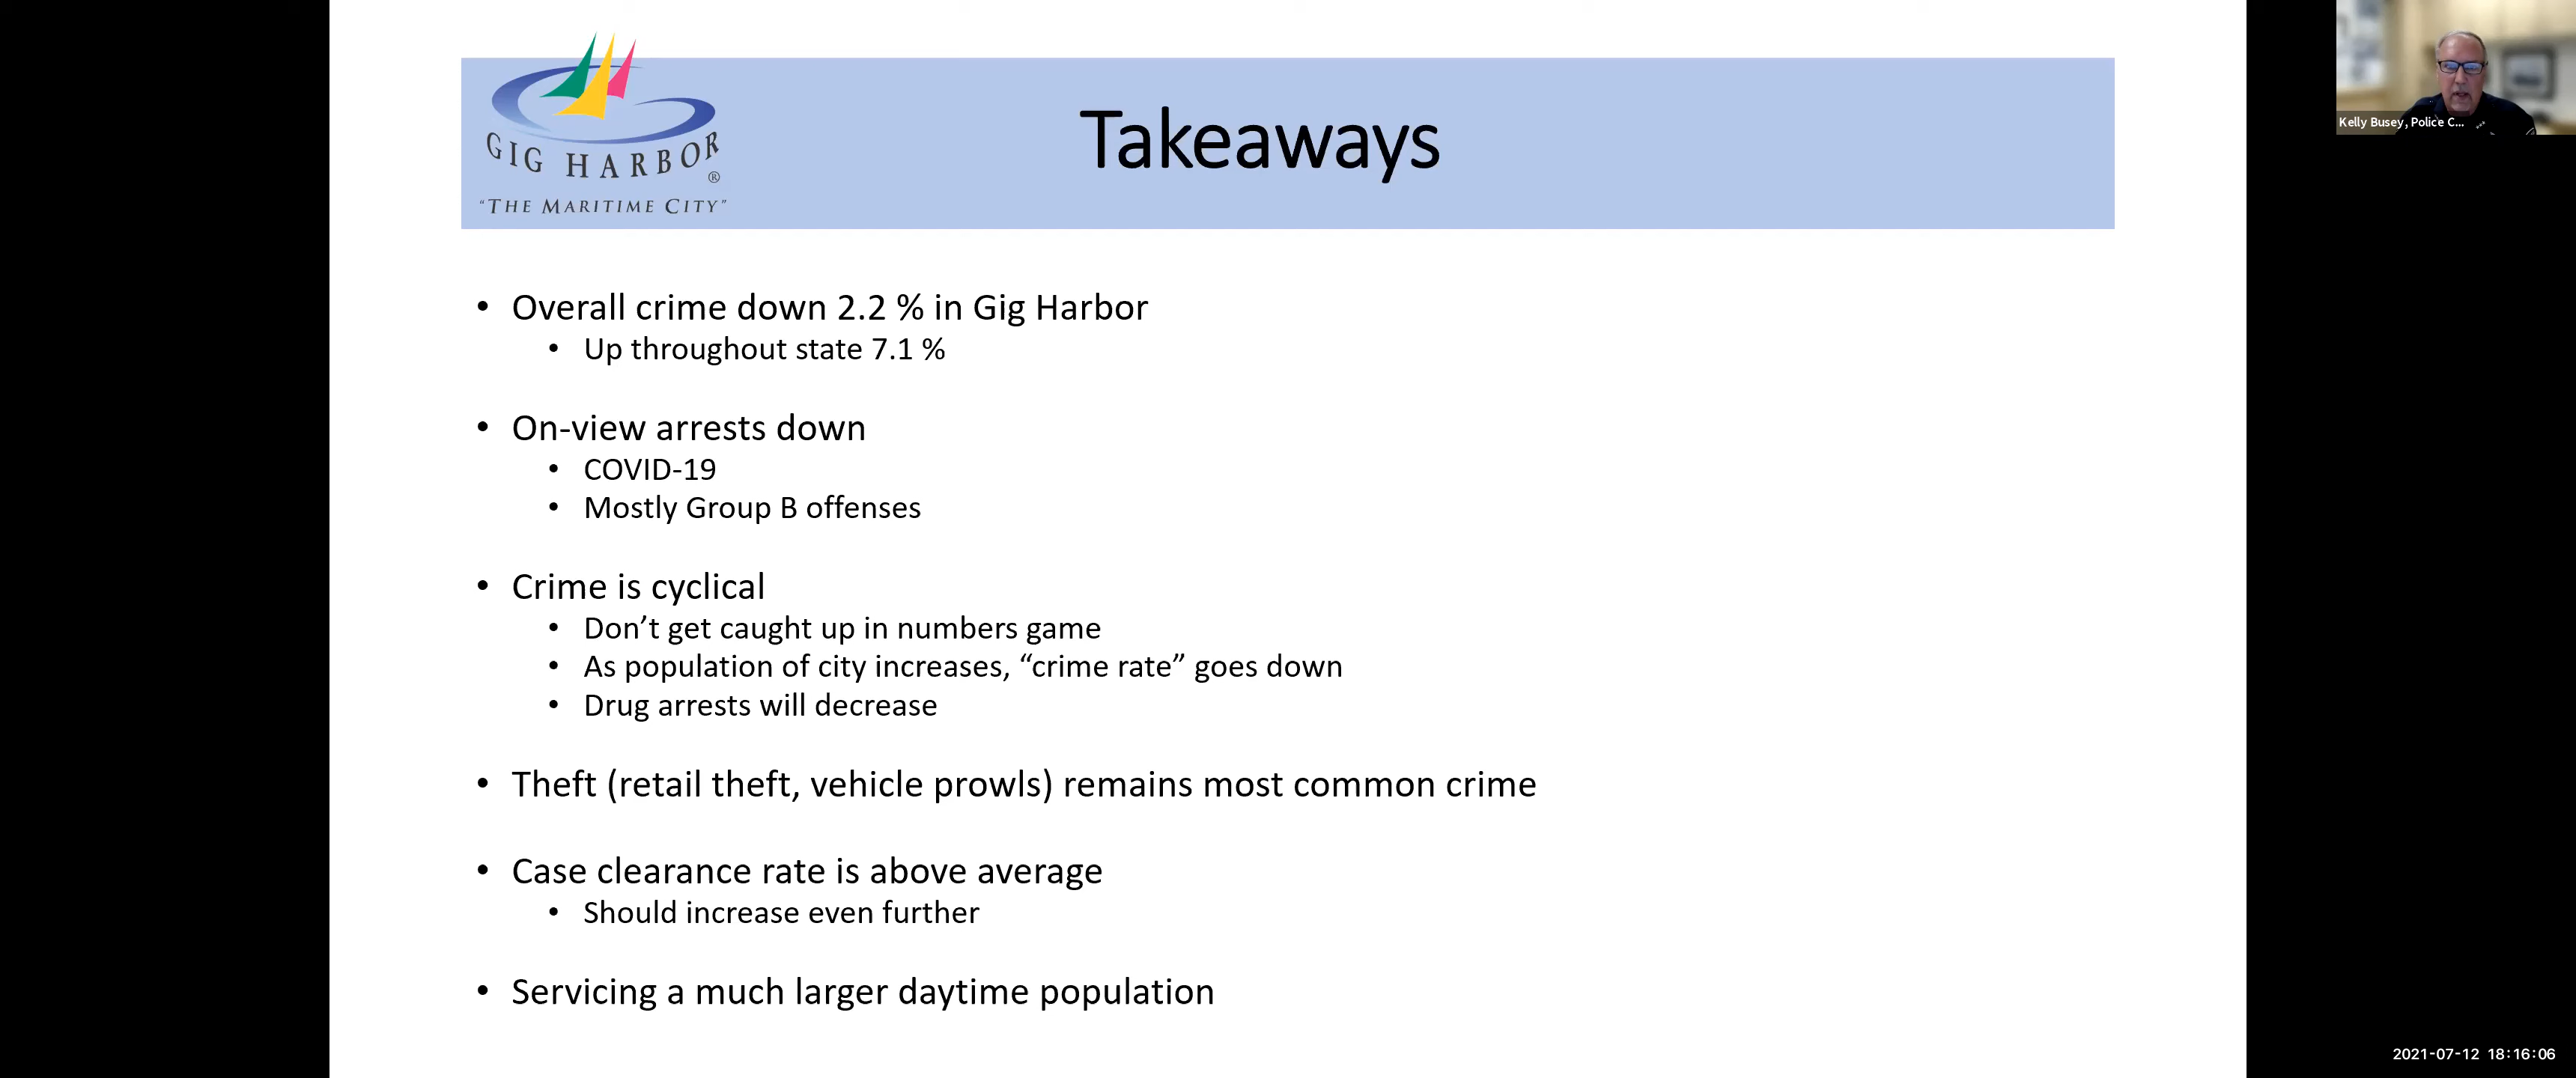 GIG HARBOR
®
"THE MARITIME CITY"
Takeaways
Kelly Busey, Police C...
• Overall crime down 2.2 % in Gig Harbor
• Up throughout state 7.1 %
• On-view arrests down
• COVID-19
• Mostly Group B offenses
• Crime is cyclical
• Don’t get caught up in numbers game
• As population of city increases, “crime rate” goes down
• Drug arrests will decrease
• Theft (retail theft, vehicle prowls) remains most common crime
• Case clearance rate is above average
• Should increase even further
• Servicing a much larger daytime population
2021-07-12 18:16:06